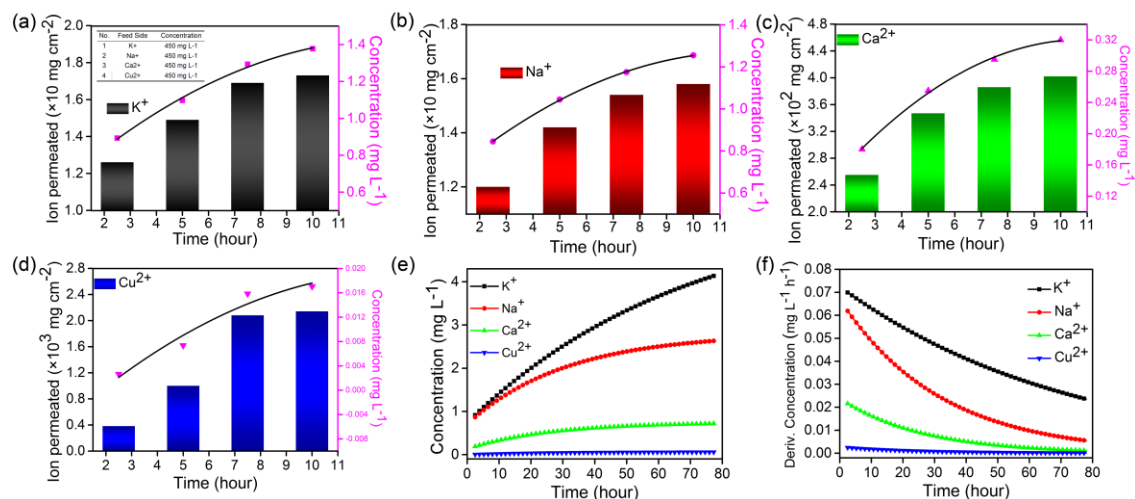 (a)
Ion permeated (×10 mg cm-2)
2.0
1.8
1.6
1.4
1.2
1.0
No. Feed Side Concentration
1 K+ 450 mg L-1
2 Na+ 450 mg L-1
3 Ca2+ 450 mg L-1
4 Cu2+ 450 mg L-1
K+
1.4
1.2
1.0
0.8
0.6
Concentration (mg L-1)
2 3 4 5 6 7 8 9 10 11
Time (hour)
(b)
Ion permeated (×10 mg cm-2)
1.8
1.6
1.4
1.2
Na+
1.4
1.2
1.0
0.8
0.6
Concentration (mg L-1)
2 3 4 5 6 7 8 9 10 11
Time (hour)
(c)
Ion permeated (×102 mg cm-2)
4.4
4.0
3.6
3.2
2.8
2.4
2.0
Ca2+
0.32
0.28
0.24
0.20
0.16
0.12
Concentration (mg L-1)
2 3 4 5 6 7 8 9 10 11
Time (hour)
(d)
Ion permeated (×103 mg cm-2)
2.8
2.4
2.0
1.6
1.2
0.8
0.4
0.0
Cu2+
0.020
0.016
0.012
0.008
0.004
0.000
-0.004
-0.008
Concentration (mg L-1)
2 3 4 5 6 7 8 9 10 11
Time (hour)
(e)
Concentration (mg L-1)
4
3
2
1
0
K+
Na+
Ca2+
Cu2+
0 10 20 30 40 50 60 70 80
Time (hour)
(f)
Deriv. Concentration (mg L-1 h-1)
0.08
0.07
0.06
0.05
0.04
0.03
0.02
0.01
0.00
K+
Na+
Ca2+
Cu2+
0 10 20 30 40 50 60 70 80
Time (hour)